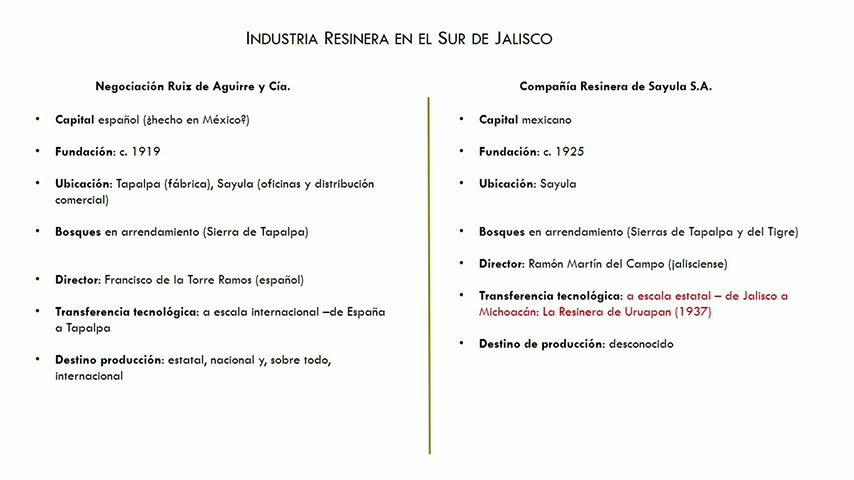 INDUSTRIA RESINERA EN EL SUR DE JALISCO
Negociación Ruiz de Aguirre y Cía.
• Capital español (¿hecho en México?)
• Fundación: c. 1919
• Ubicación: Tapalpa (fábrica), Sayula (oficinas y distribución
comercial)
• Bosques en arrendamiento (Sierra de Tapalpa)
• Director: Francisco de la Torre Ramos (español)
• Transferencia tecnológica: a escala internacional –de España
a Tapalpa
• Destino producción: estatal, nacional y, sobre todo,
internacional
Compañía Resinera de Sayula S.A.
• Capital mexicano
• Fundación: c. 1925
• Ubicación: Sayula
• Bosques en arrendamiento (Sierras de Tapalpa y del Tigre)
• Director: Ramón Martín del Campo (jalisciense)
• Transferencia tecnológica: a escala estatal – de Jalisco a
Michoacán: La Resinera de Uruapan (1937)
• Destino de producción: desconocido